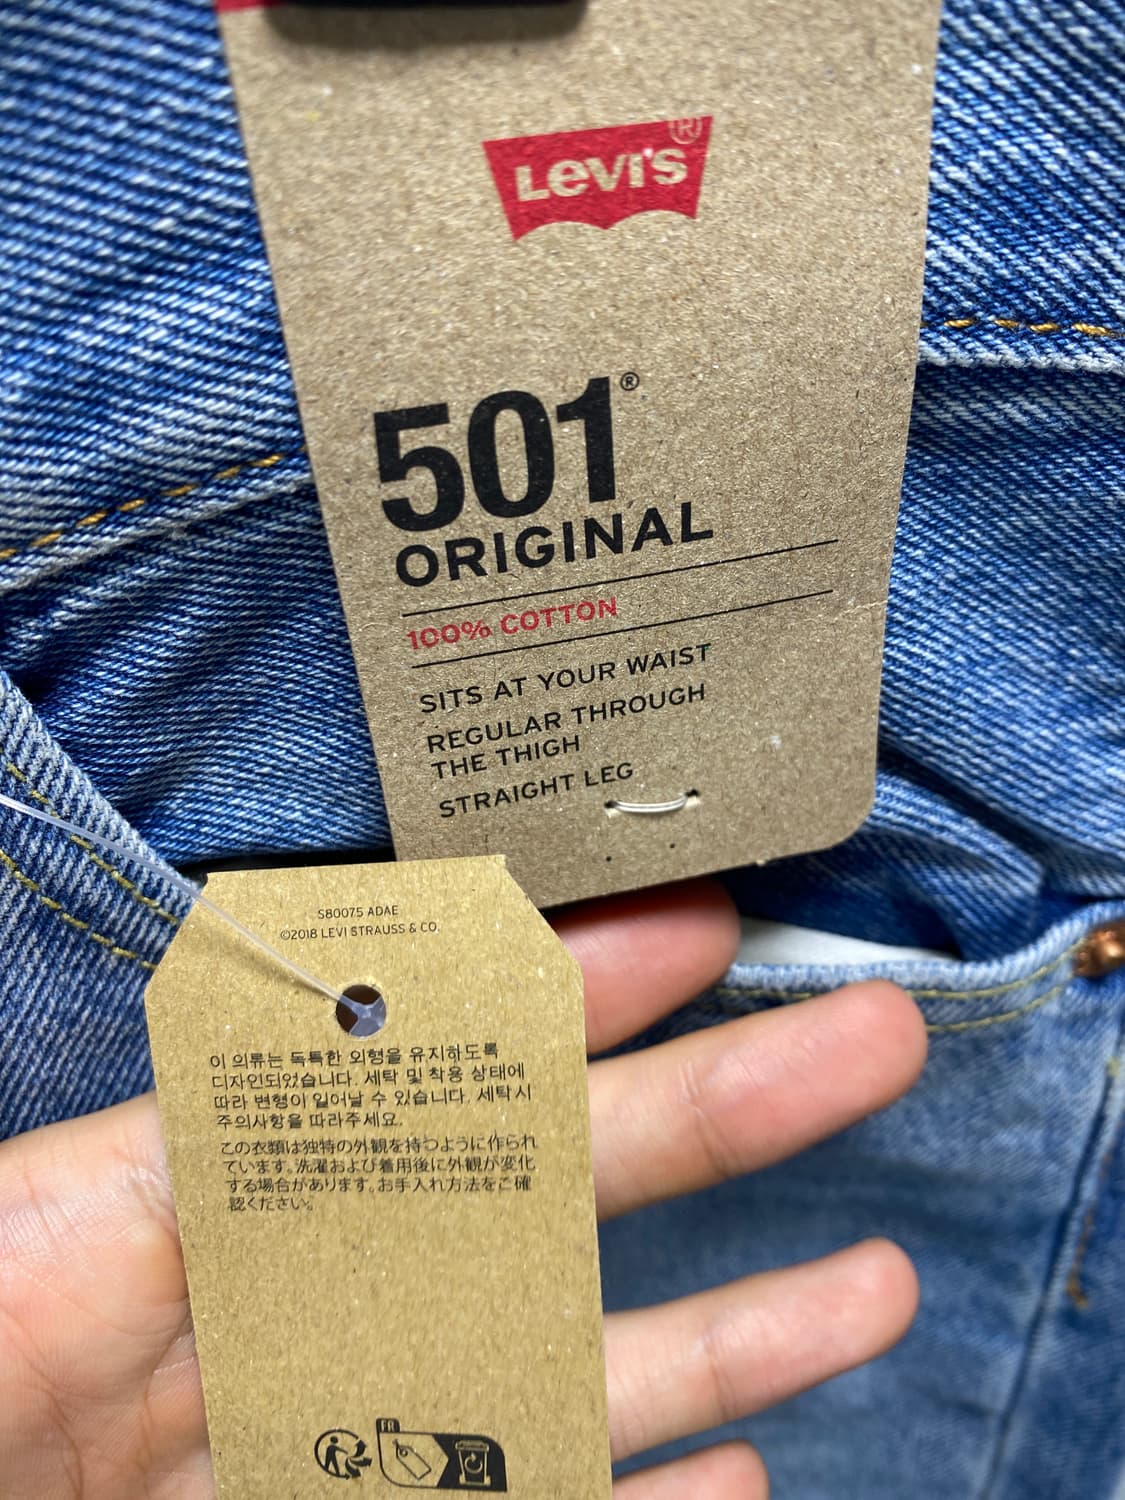 LEVI'S®
501®
ORIGINAL
100% COTTON
SITS AT YOUR WAIST
REGULAR THROUGH
THE THIGH
STRAIGHT LEG
S80075 ADAE
©2018 LEVI STRAUSS & CO.
이 의류는 독특한 외형을 유지하도록
디자인되었습니다. 세탁 및 착용 상태에
따라 변형이 일어날 수 있습니다. 세탁 시
주의사항을 따라주세요.
この衣類は独特の外観を持つように作られ
ています。洗濯および着用後に外観が変化
する場合があります。お手入れ方法をご確
認ください。
FR